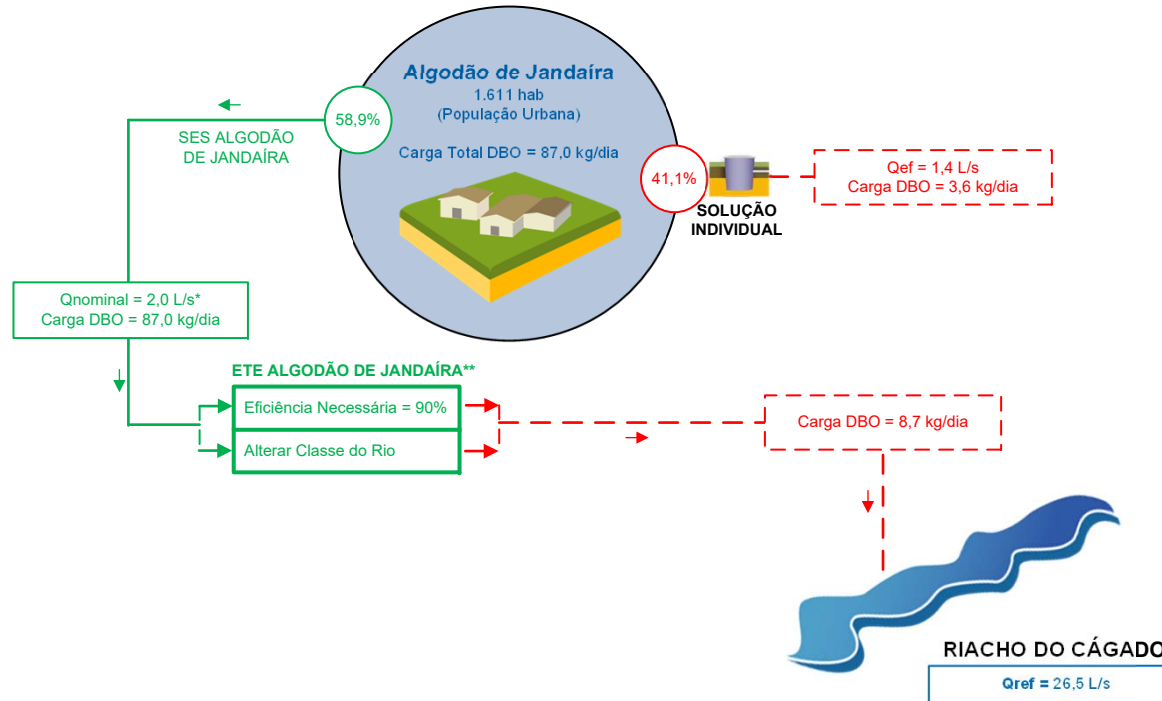 Algodão de Jandaíra
1.611 hab
(População Urbana)
Carga Total DBO = 87,0 kg/dia
58,9%
SES ALGODÃO
DE JANDAÍRA
41,1%
SOLUÇÃO
INDIVIDUAL
Qef = 1,4 L/s
Carga DBO = 3,6 kg/dia
Qnominal = 2,0 L/s*
Carga DBO = 87,0 kg/dia
ETE ALGODÃO DE JANDAÍRA**
Eficiência Necessária = 90%
Alterar Classe do Rio
Carga DBO = 8,7 kg/dia
RIACHO DO CÁGADO
Qref = 26,5 L/s